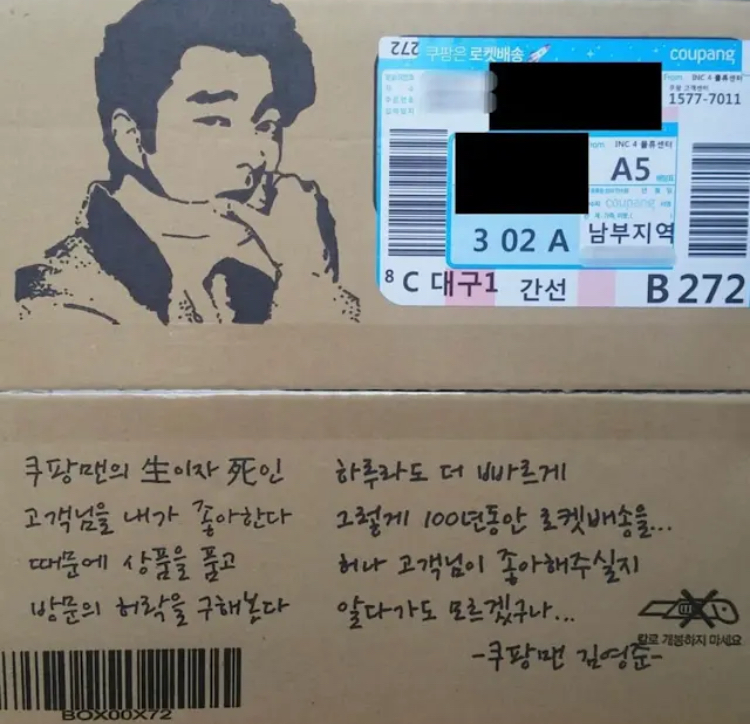 272
쿠팡은 로켓배송
coupang
From INC 4 물류센터
쿠팡 고객센터
1577-7011
From INC 4 물류센터
A5
coupang
3 02 A
남부지역
8 C 대구1 간선 B 272
쿠팡맨의 生이자 死인
고객님을 내가 좋아한다
때문에 상품을 품고
방문의 허락을 구해본다
하루라도 더 빠르게
그렇게 100년동안 로켓배송을...
허나 고객님이 좋아해주실지
알다가도 모르겠구나...
-쿠팡맨 김영준-
칼로 개봉하지 마세요
BOX00X72